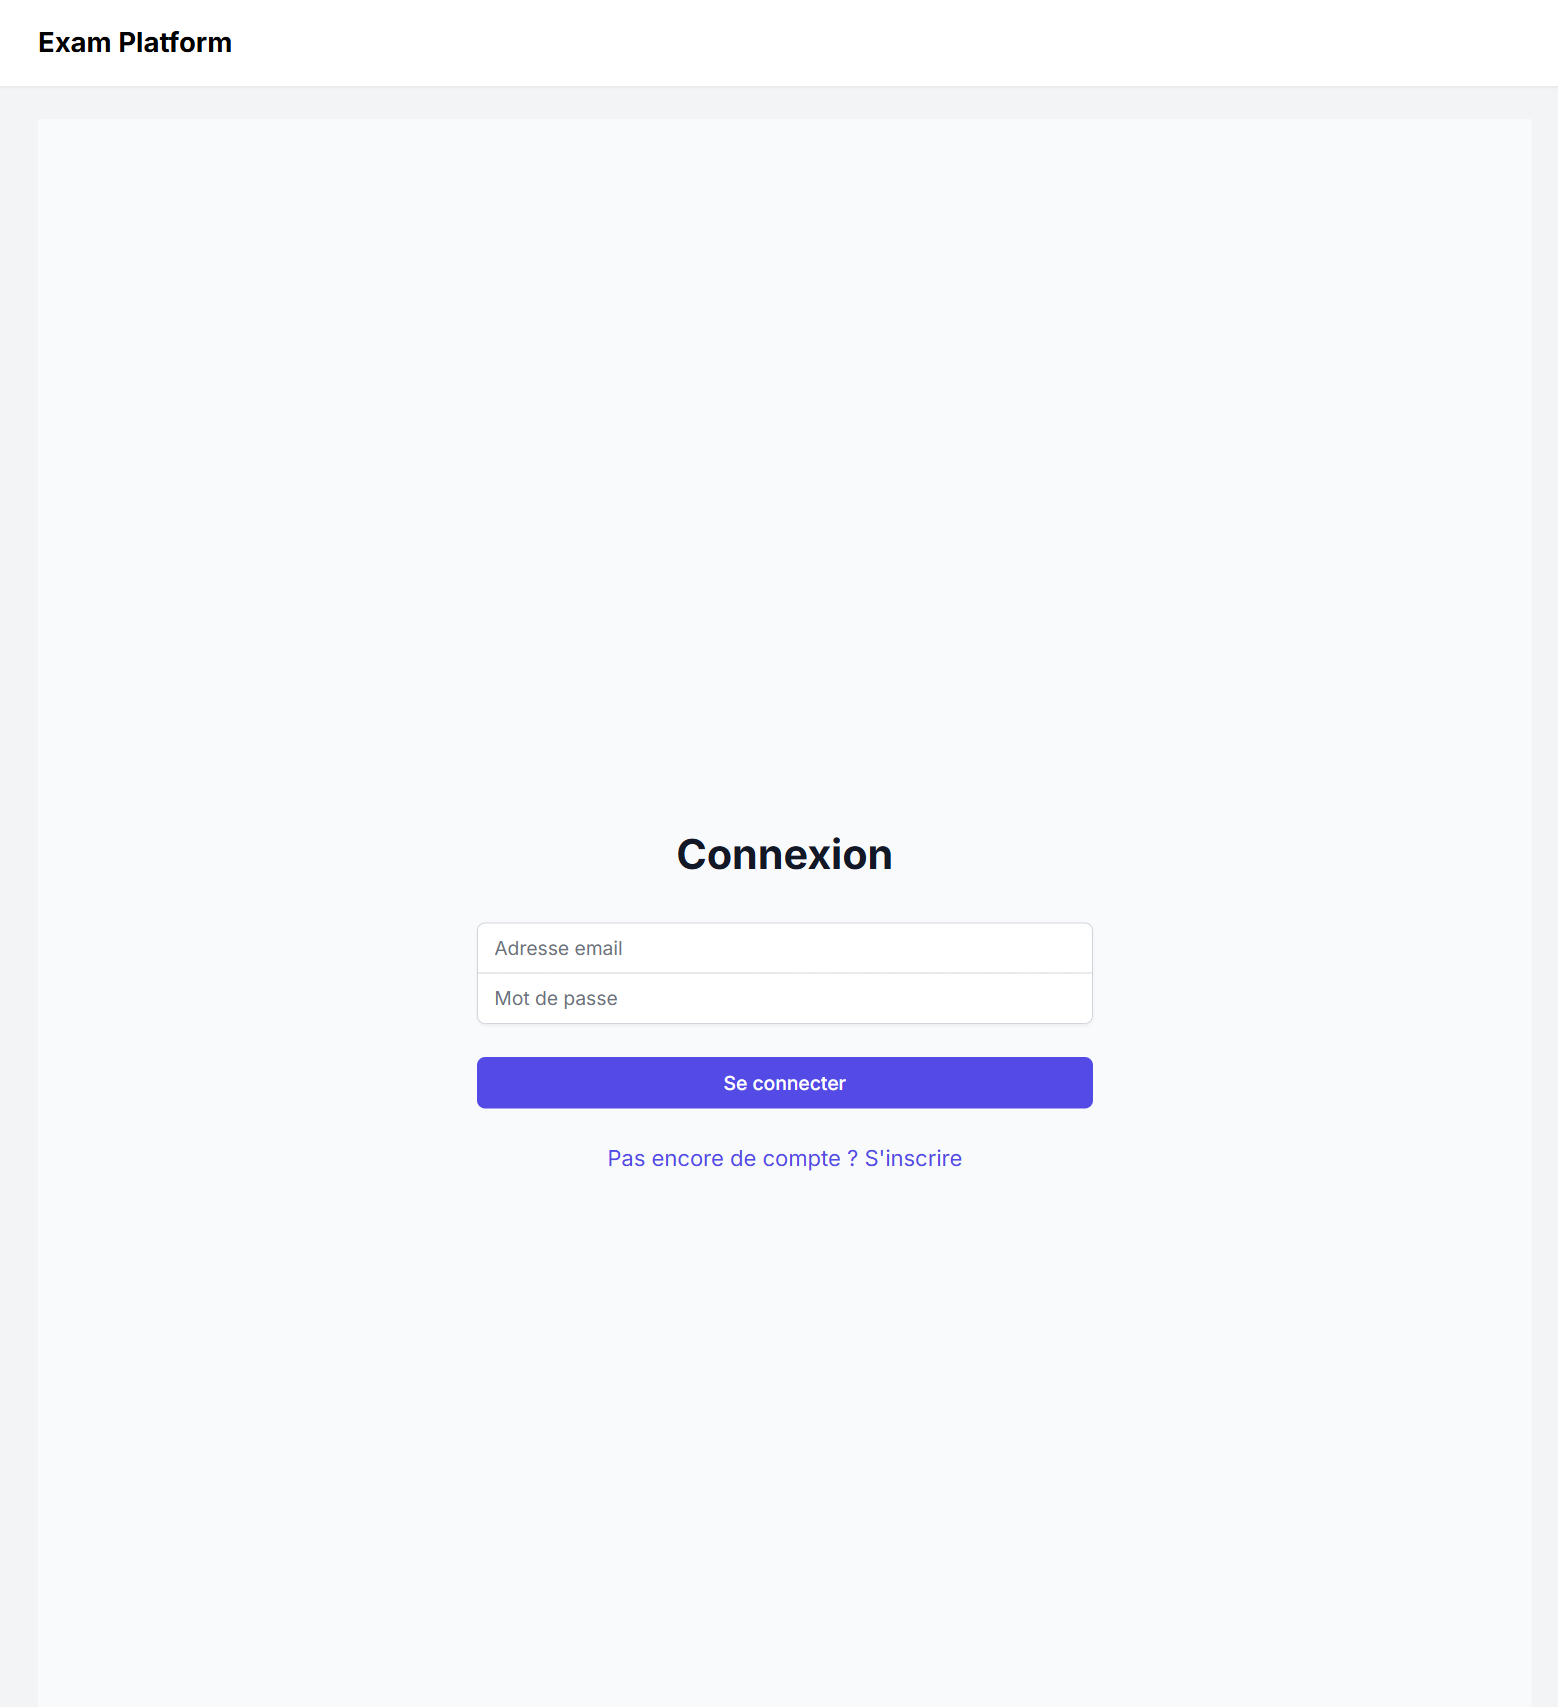 Exam Platform
Connexion
Adresse email
Mot de passe
Se connecter
Pas encore de compte ? S'inscrire